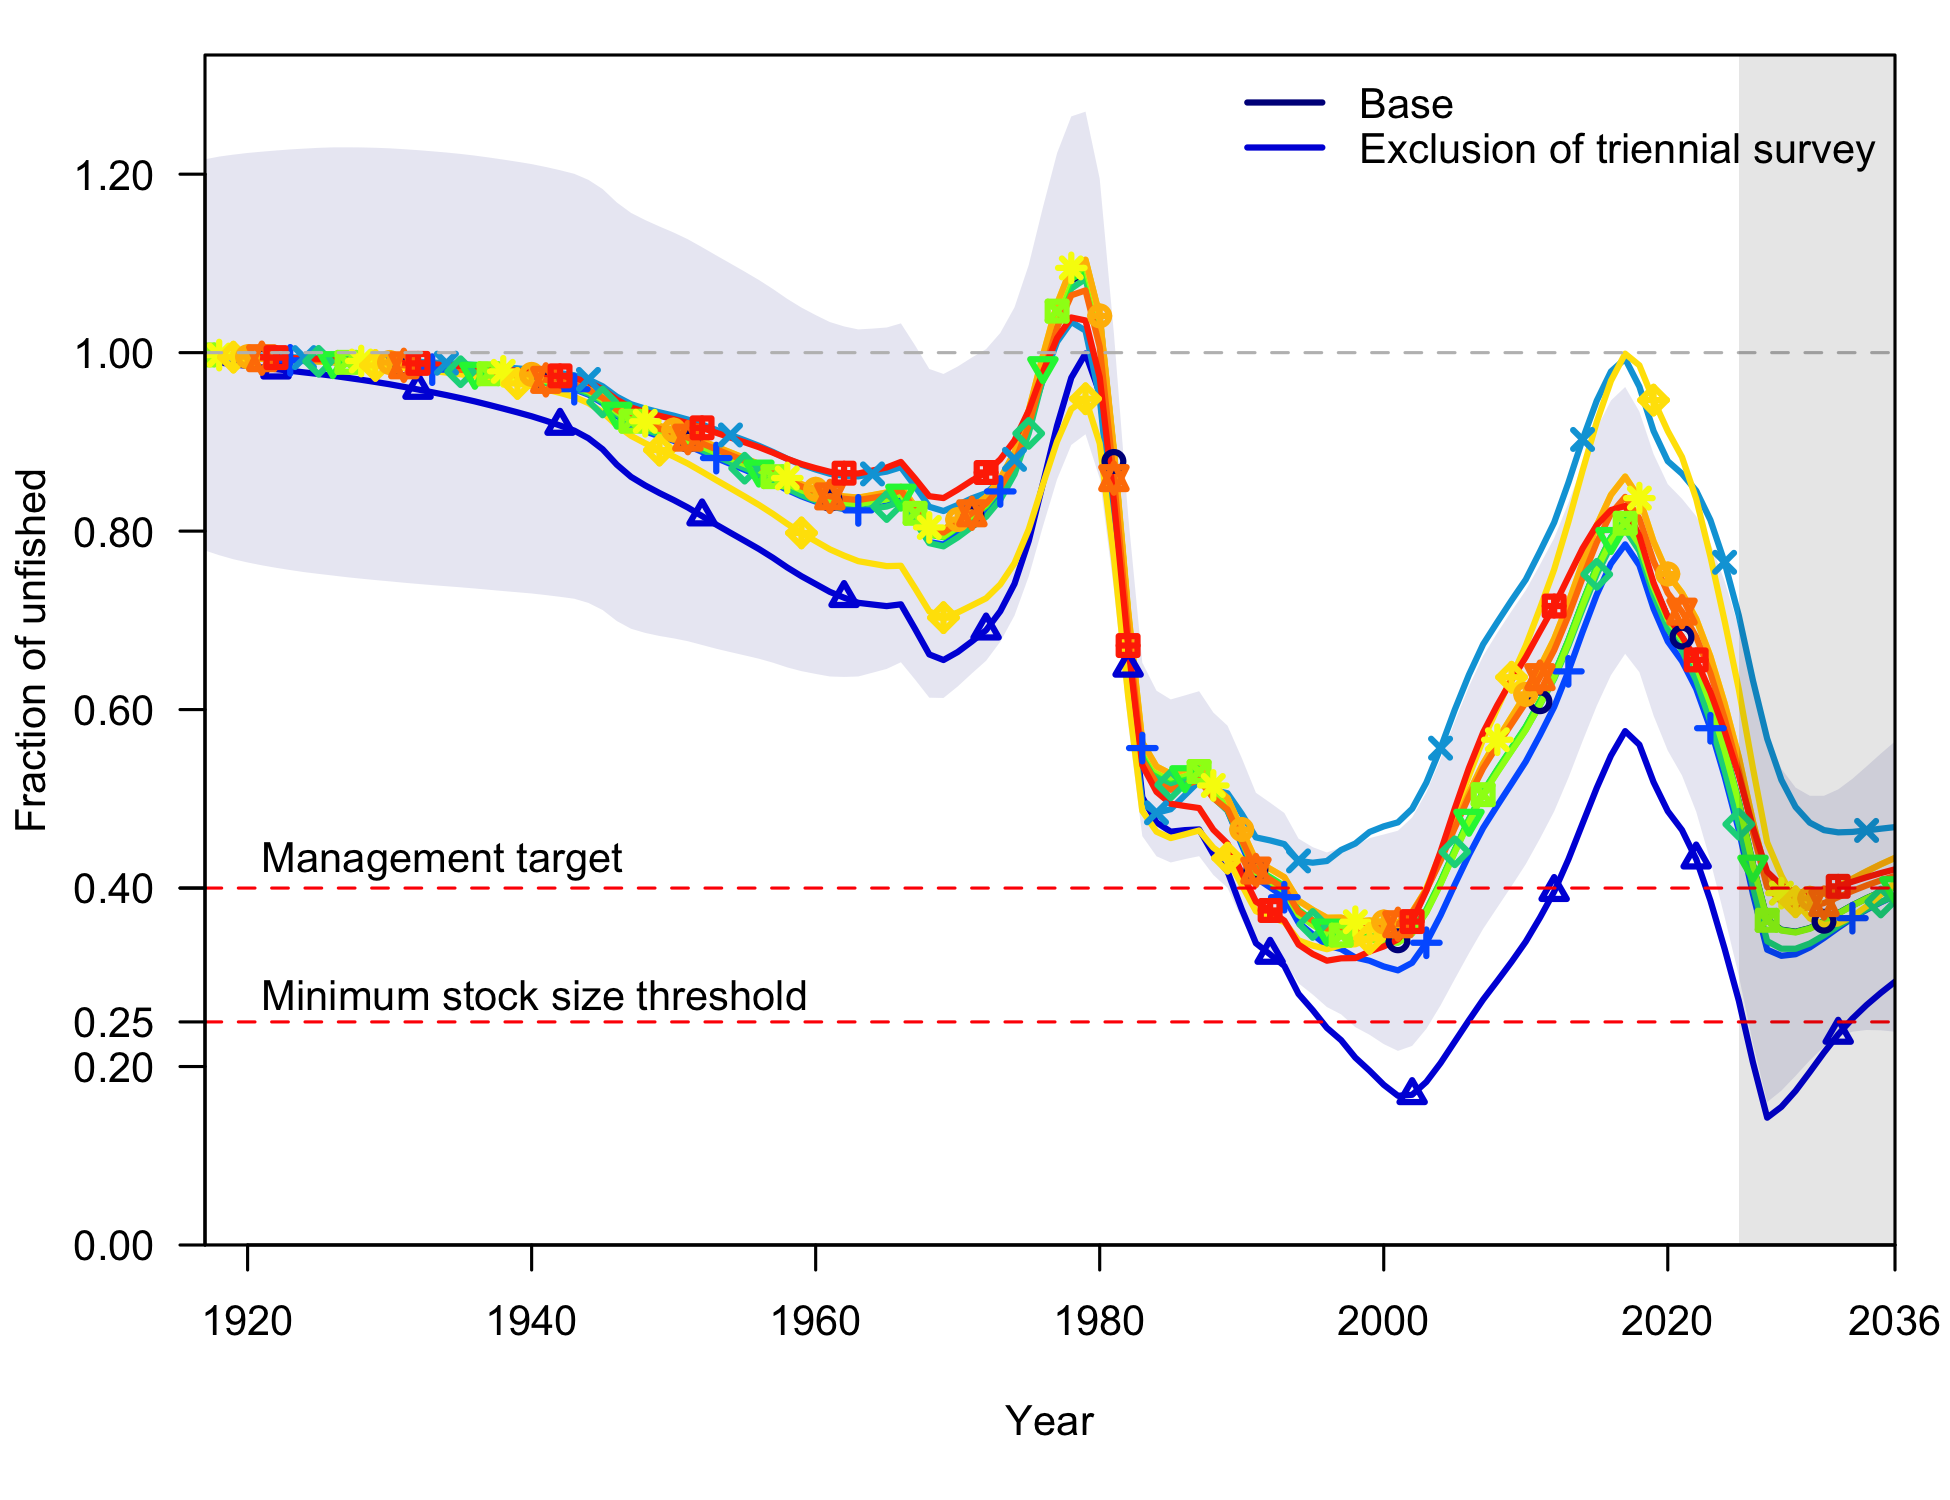 Base
Exclusion of triennial survey
1.20
1.00
0.80
0.60
0.40
0.25
0.20
0.00
Fraction of unfished
Management target
Minimum stock size threshold
1920 1940 1960 1980 2000 2020 2036
Year